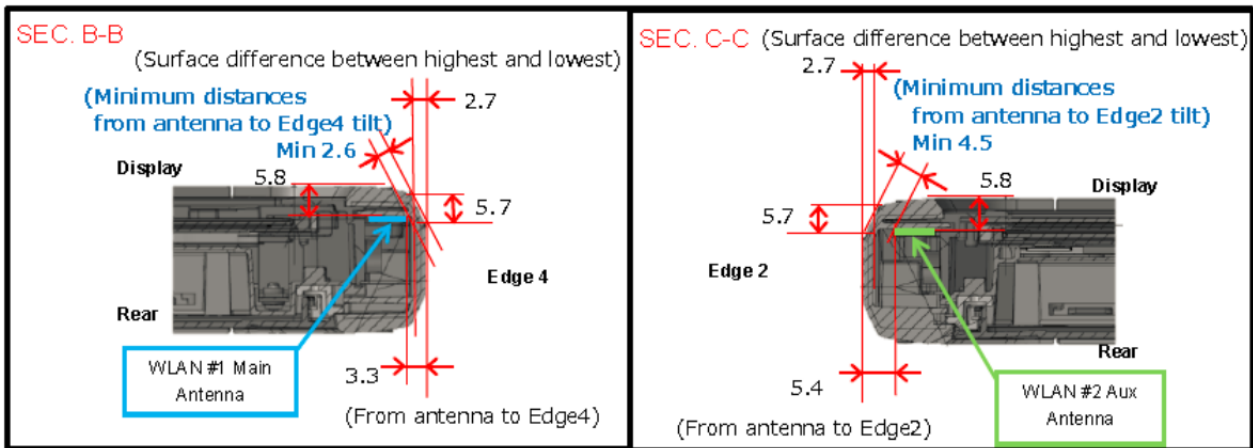 SEC. B-B
(Surface difference between highest and lowest)
2.7
(Minimum distances
from antenna to Edge4 tilt)
Min 2.6
Display
5.8
5.7
Edge 4
Rear
WLAN #1 Main
Antenna
3.3
(From antenna to Edge4)
SEC. C-C (Surface difference between highest and lowest)
2.7
(Minimum distances
from antenna to Edge2 tilt)
Min 4.5
5.8
Display
5.7
Edge 2
Rear
5.4
WLAN #2 Aux
Antenna
(From antenna to Edge2)